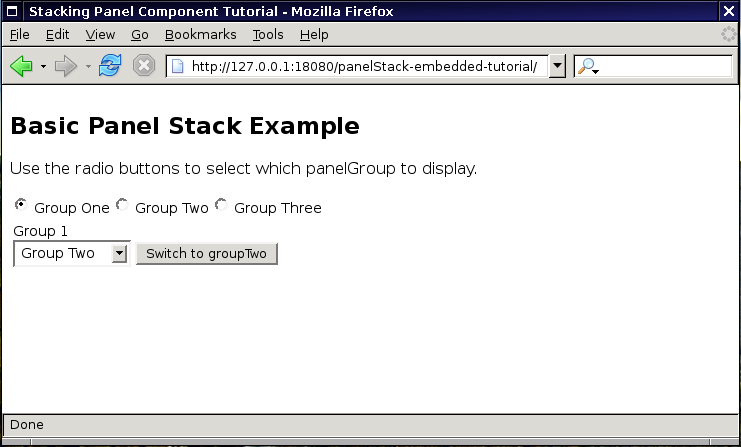 Stacking Panel Component Tutorial - Mozilla Firefox
File Edit View Go Bookmarks Tools Help
http://127.0.0.1:18080/panelStack-embedded-tutorial/
Basic Panel Stack Example
Use the radio buttons to select which panelGroup to display.
Group One Group Two Group Three
Group 1
Group Two Switch to groupTwo
Done